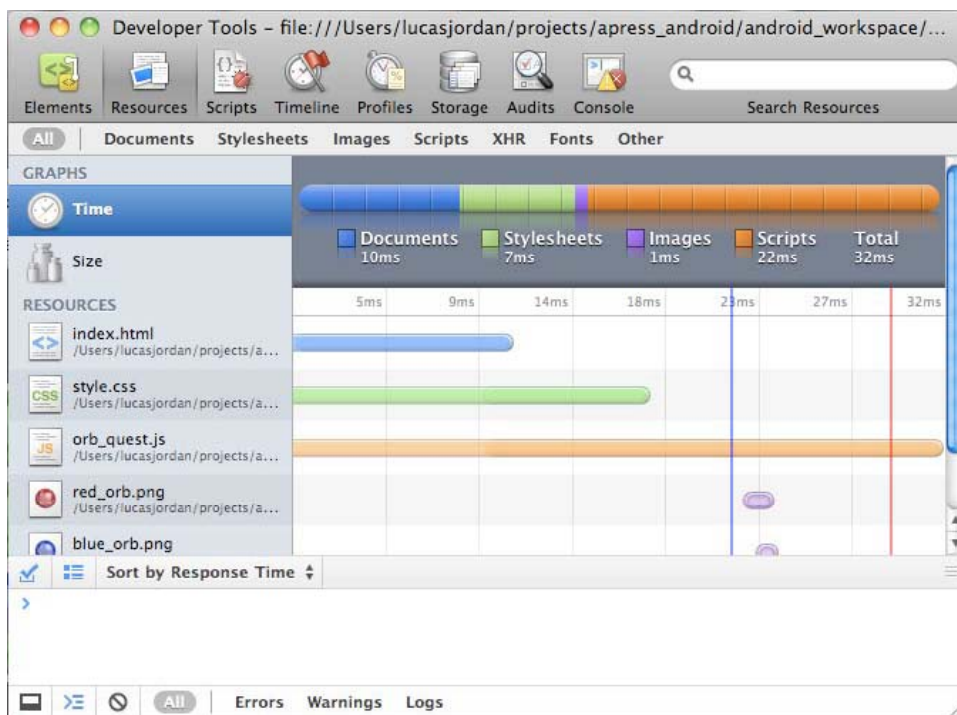 Developer Tools – file:///Users/lucasjordan/projects/apress_android/android_workspace/...
Elements Resources Scripts Timeline Profiles Storage Audits Console Search Resources
All Documents Stylesheets Images Scripts XHR Fonts Other
GRAPHS
Time
Size
Documents Stylesheets Images Scripts Total
10ms 7ms 1ms 22ms 32ms
RESOURCES
5ms 9ms 14ms 18ms 23ms 27ms 32ms
index.html
/Users/lucasjordan/projects/a...
style.css
/Users/lucasjordan/projects/a...
CSS
orb_quest.js
/Users/lucasjordan/projects/a...
JS
red_orb.png
/Users/lucasjordan/projects/a...
blue_orb.png
Sort by Response Time
All Errors Warnings Logs